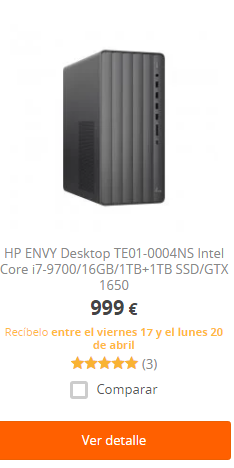 HP ENVY Desktop TE01-0004NS Intel
Core i7-9700/16GB/1TB+1TB SSD/GTX
1650
999 €
Recíbelo entre el viernes 17 y el lunes 20
de abril
(3)
Comparar
Ver detalle